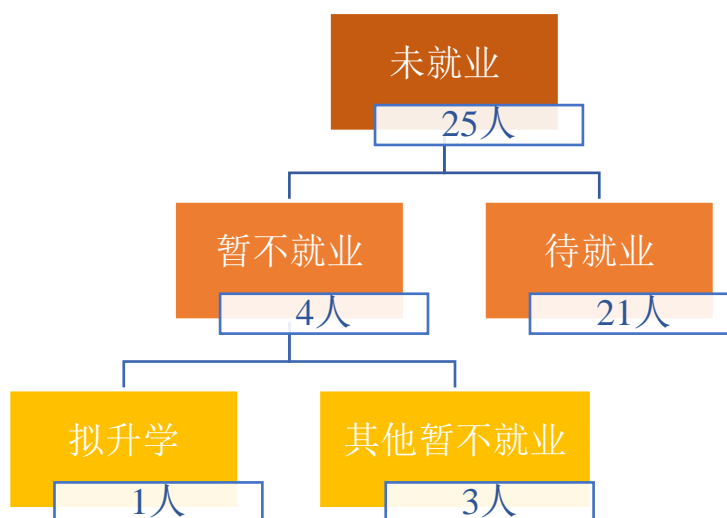 未就业
25人
暂不就业
4人
待就业
21人
拟升学
1人
其他暂不就业
3人